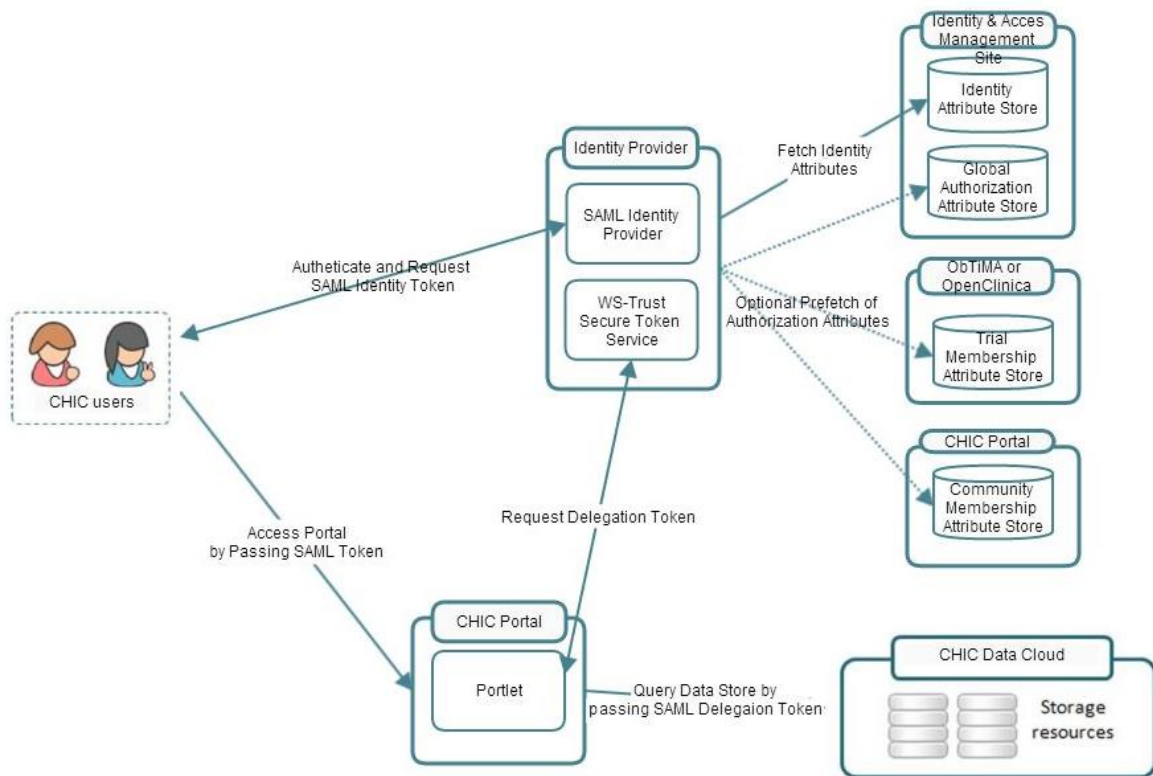 Identity & Acces
Management
Site
Identity
Attribute Store
Global
Authorization
Attribute Store
Identity Provider
SAML Identity
Provider
WS-Trust
Secure Token
Service
Fetch Identity
Attributes
Autheticate and Request
SAML Identity Token
Optional Prefetch of
Authorization Attributes
ObTiMA or
OpenClinica
Trial
Membership
Attribute Store
CHIC users
CHIC Portal
Community
Membership
Attribute Store
Access Portal
by Passing SAML Token
Request Delegation Token
CHIC Portal
Portlet
Query Data Store by
passing SAML Delegaion Token
CHIC Data Cloud
Storage
resources